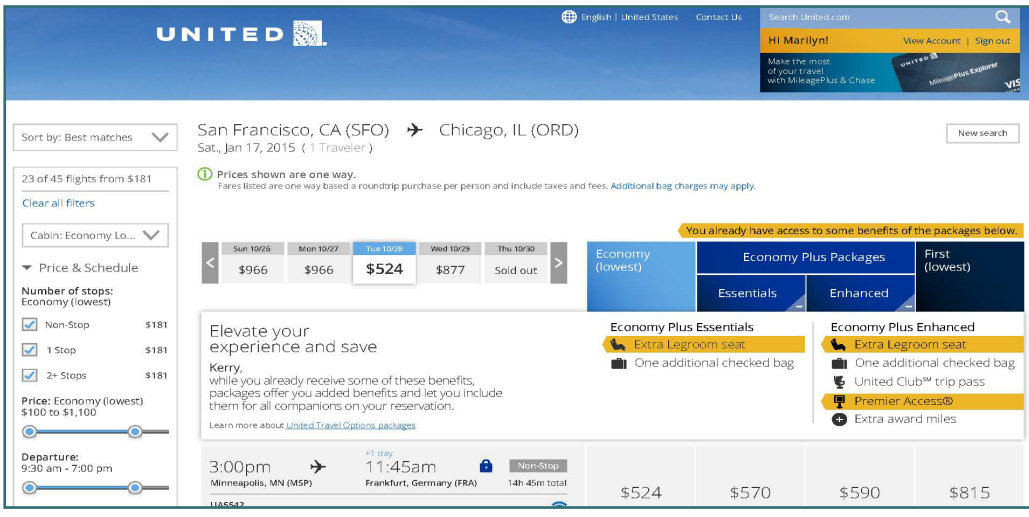 English | United States Contact Us Search United.com
UNITED
Hi Marilyn! View Account | Sign out
Make the most
of your travel
with MileagePlus & Chase
UNITED
MileagePlus Explorer
VIS
Sort by: Best matches
San Francisco, CA (SFO) Chicago, IL (ORD)
Sat., Jan 17, 2015 ( 1 Traveler )
New search
23 of 45 flights from $181
Clear all filters
Cabin: Economy Lo...
Price & Schedule
Number of stops:
Economy (lowest)
Non-Stop $181
1 Stop $181
2+ Stops $181
Price: Economy (lowest)
$100 to $1,100
Departure:
9:30 am - 7:00 pm
Prices shown are one way.
Fares listed are one way based a roundtrip purchase per person and include taxes and fees. Additional bag charges may apply.
You already have access to some benefits of the packages below.
< Sun 10/26 Mon 10/27 Tue 10/28 Wed 10/29 Thu 10/30 >
$966 $966 $524 $877 Sold out
Economy
(lowest)
Economy Plus Packages
Essentials Enhanced
First
(lowest)
Elevate your
experience and save
Kerry,
while you already receive some of these benefits,
packages offer you added benefits and let you include
them for all companions on your reservation.
Learn more about United Travel Options packages
Economy Plus Essentials
Extra Legroom seat
One additional checked bag
Economy Plus Enhanced
Extra Legroom seat
One additional checked bag
United Club℠ trip pass
Premier Access®
Extra award miles
+1 day
3:00pm 11:45am Non-Stop
Minneapolis, MN (MSP) Frankfurt, Germany (FRA) 14h 45m total
$524 $570 $590 $815
UA5542